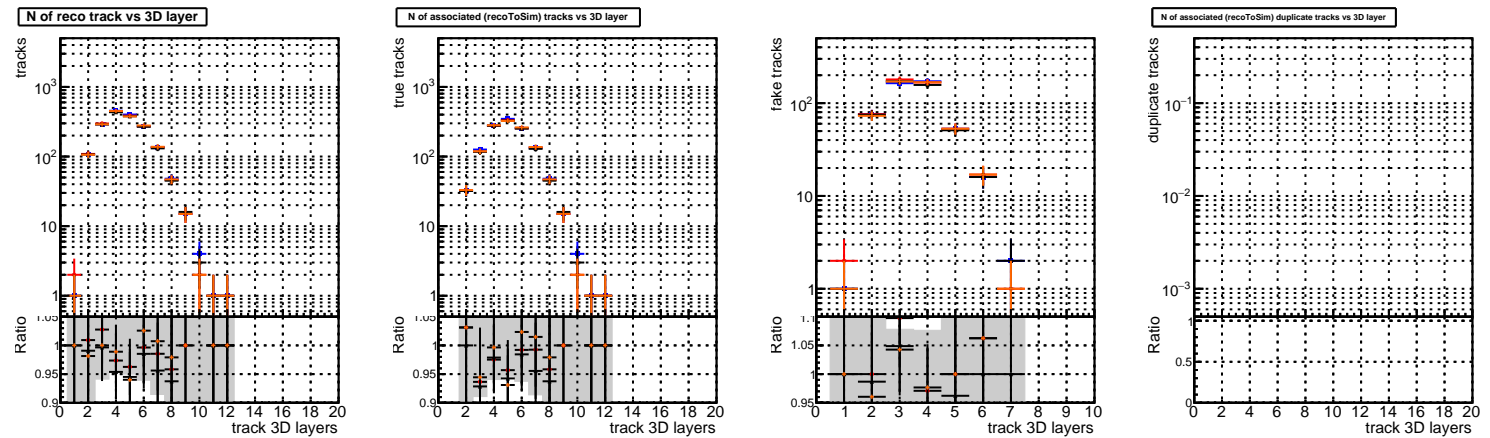 N of reco track vs 3D layer
tracks
10³
10²
10
1
Ratio
1.05
1
0.95
0.9
0 2 4 6 8 10 12 14 16 18 20
track 3D layers
N of associated (recoToSim) tracks vs 3D layer
true tracks
10³
10²
10
1
Ratio
1.05
1
0.95
0.9
0 2 4 6 8 10 12 14 16 18 20
track 3D layers
fake tracks
10²
10
1
Ratio
1.1
1.05
1
0.95
0 1 2 3 4 5 6 7 8 9 10
track 3D layers
N of associated (recoToSim) duplicate tracks vs 3D layer
duplicate tracks
10⁻¹
10⁻²
10⁻³
Ratio
1
0.5
0
0 2 4 6 8 10 12 14 16 18 20
track 3D layers